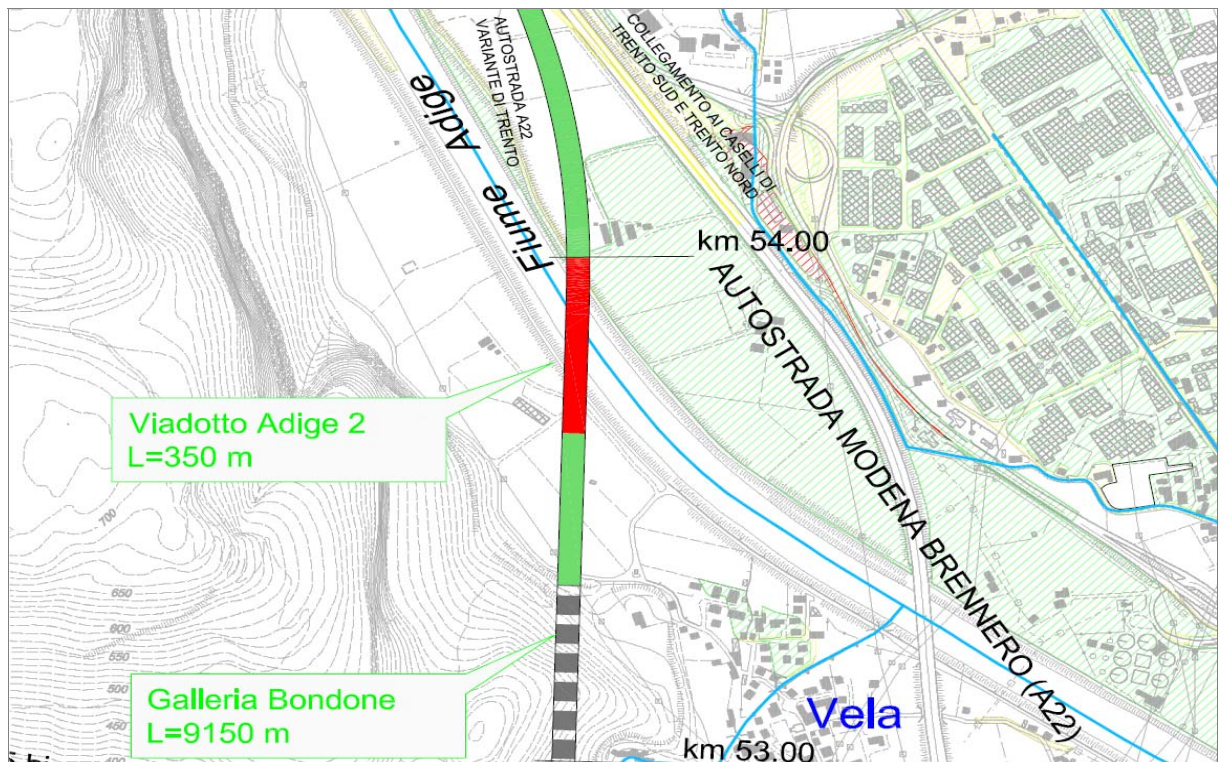 AUTOSTRADA A22
VARIANTE DI TRENTO
COLLEGAMENTO AI CASELLI DI
TRENTO SUD E TRENTO NORD
Fiume Adige
km 54.00
AUTOSTRADA MODENA BRENNERO (A22)
Viadotto Adige 2
L=350 m
700
650
600
550
500
450
400
Galleria Bondone
L=9150 m
Vela
km 53.00